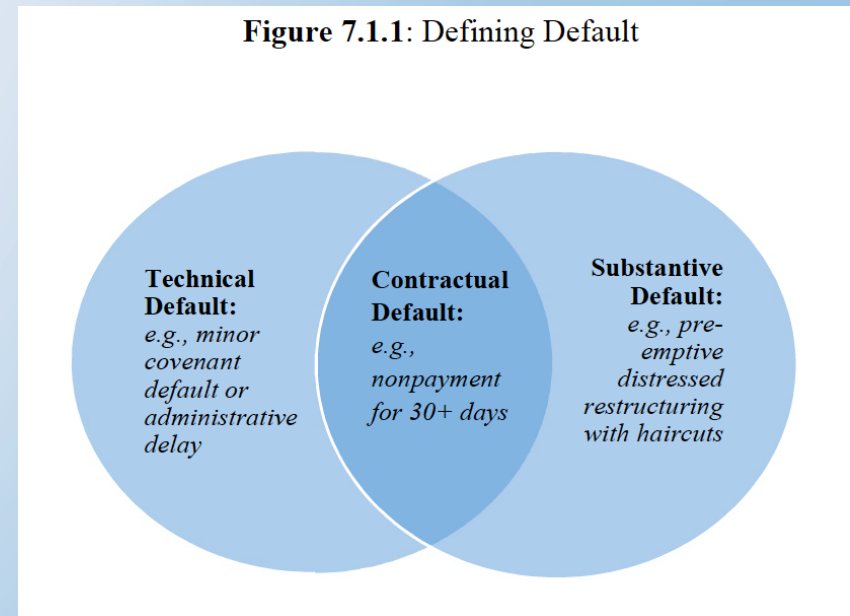 Figure 7.1.1: Defining Default
Technical
Default:
e.g., minor
covenant
default or
administrative
delay
Contractual
Default:
e.g.,
nonpayment
for 30+ days
Substantive
Default:
e.g., pre-
emptive
distressed
restructuring
with haircuts